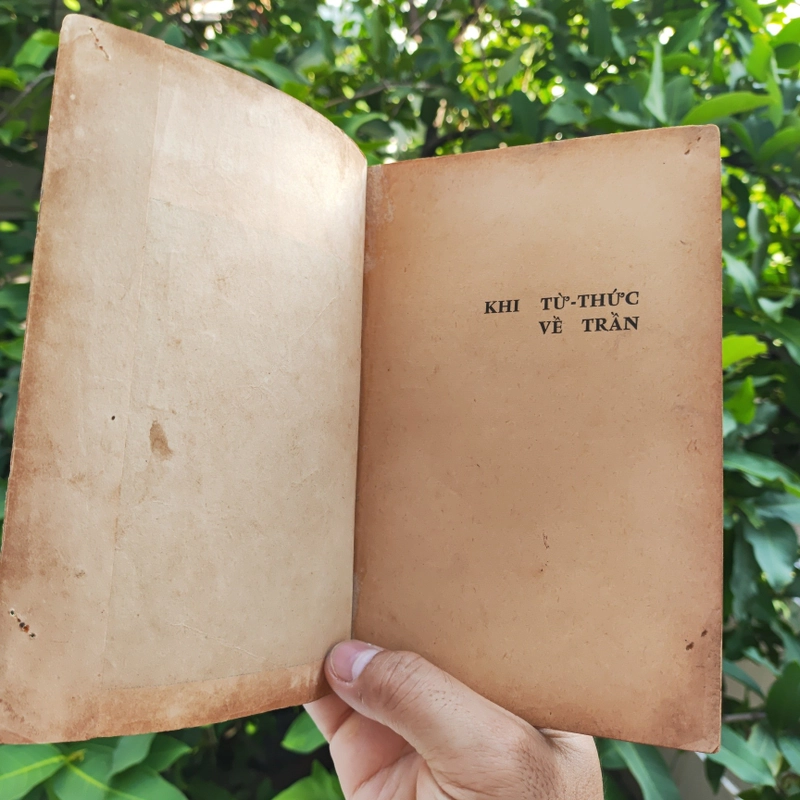 KHI TỪ-THỨC
VỀ TRẦN